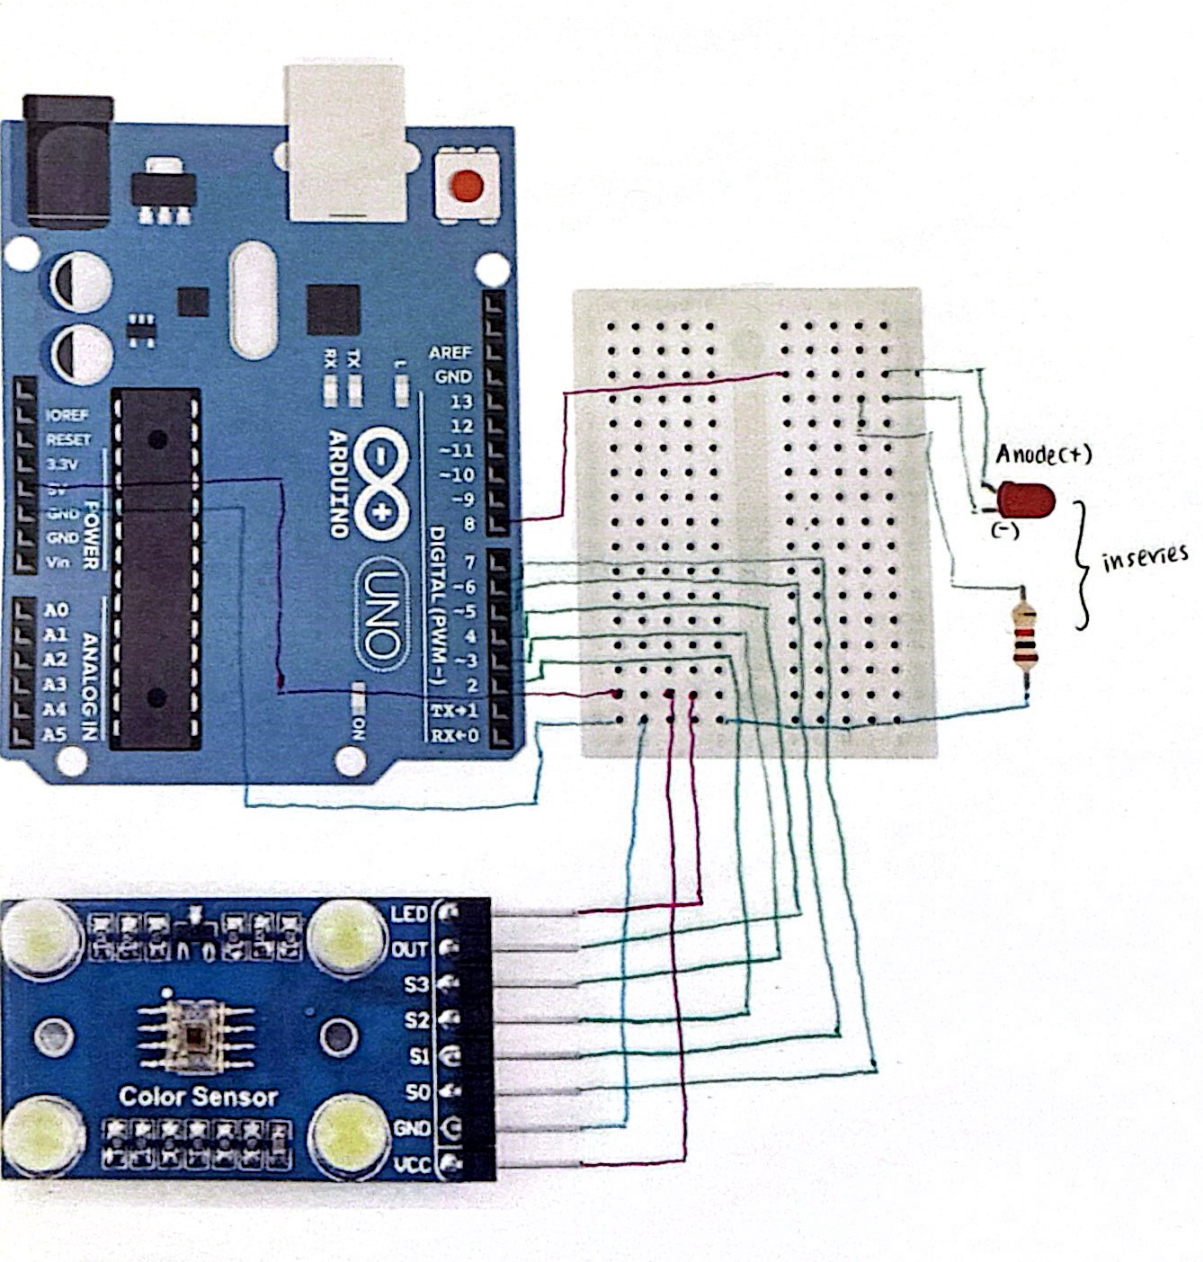 RX
TX
L
AREF
GND
13
12
~11
~10
~9
8
7
~6
~5
4
~3
2
TX→1
RX←0
DIGITAL (PWM~)
IOREF
RESET
3.3V
5V
GND
GND
Vin
POWER
A0
A1
A2
A3
A4
A5
ANALOG IN
ARDUINO
UNO
ON
Anode(+)
(-)
inseries
LED
OUT
S3
S2
S1
S0
GND
VCC
Color Sensor